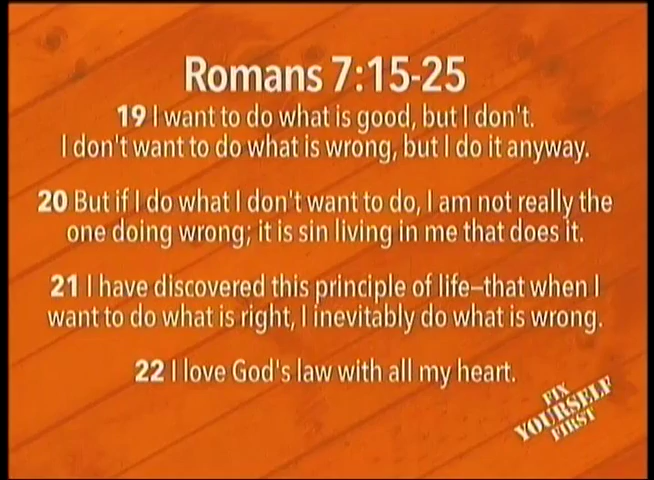 Romans 7:15-25
19 I want to do what is good, but I don't.
I don't want to do what is wrong, but I do it anyway.
20 But if I do what I don't want to do, I am not really the
one doing wrong; it is sin living in me that does it.
21 I have discovered this principle of life–that when I
want to do what is right, I inevitably do what is wrong.
22 I love God's law with all my heart.
FIX
YOURSELF
FIRST